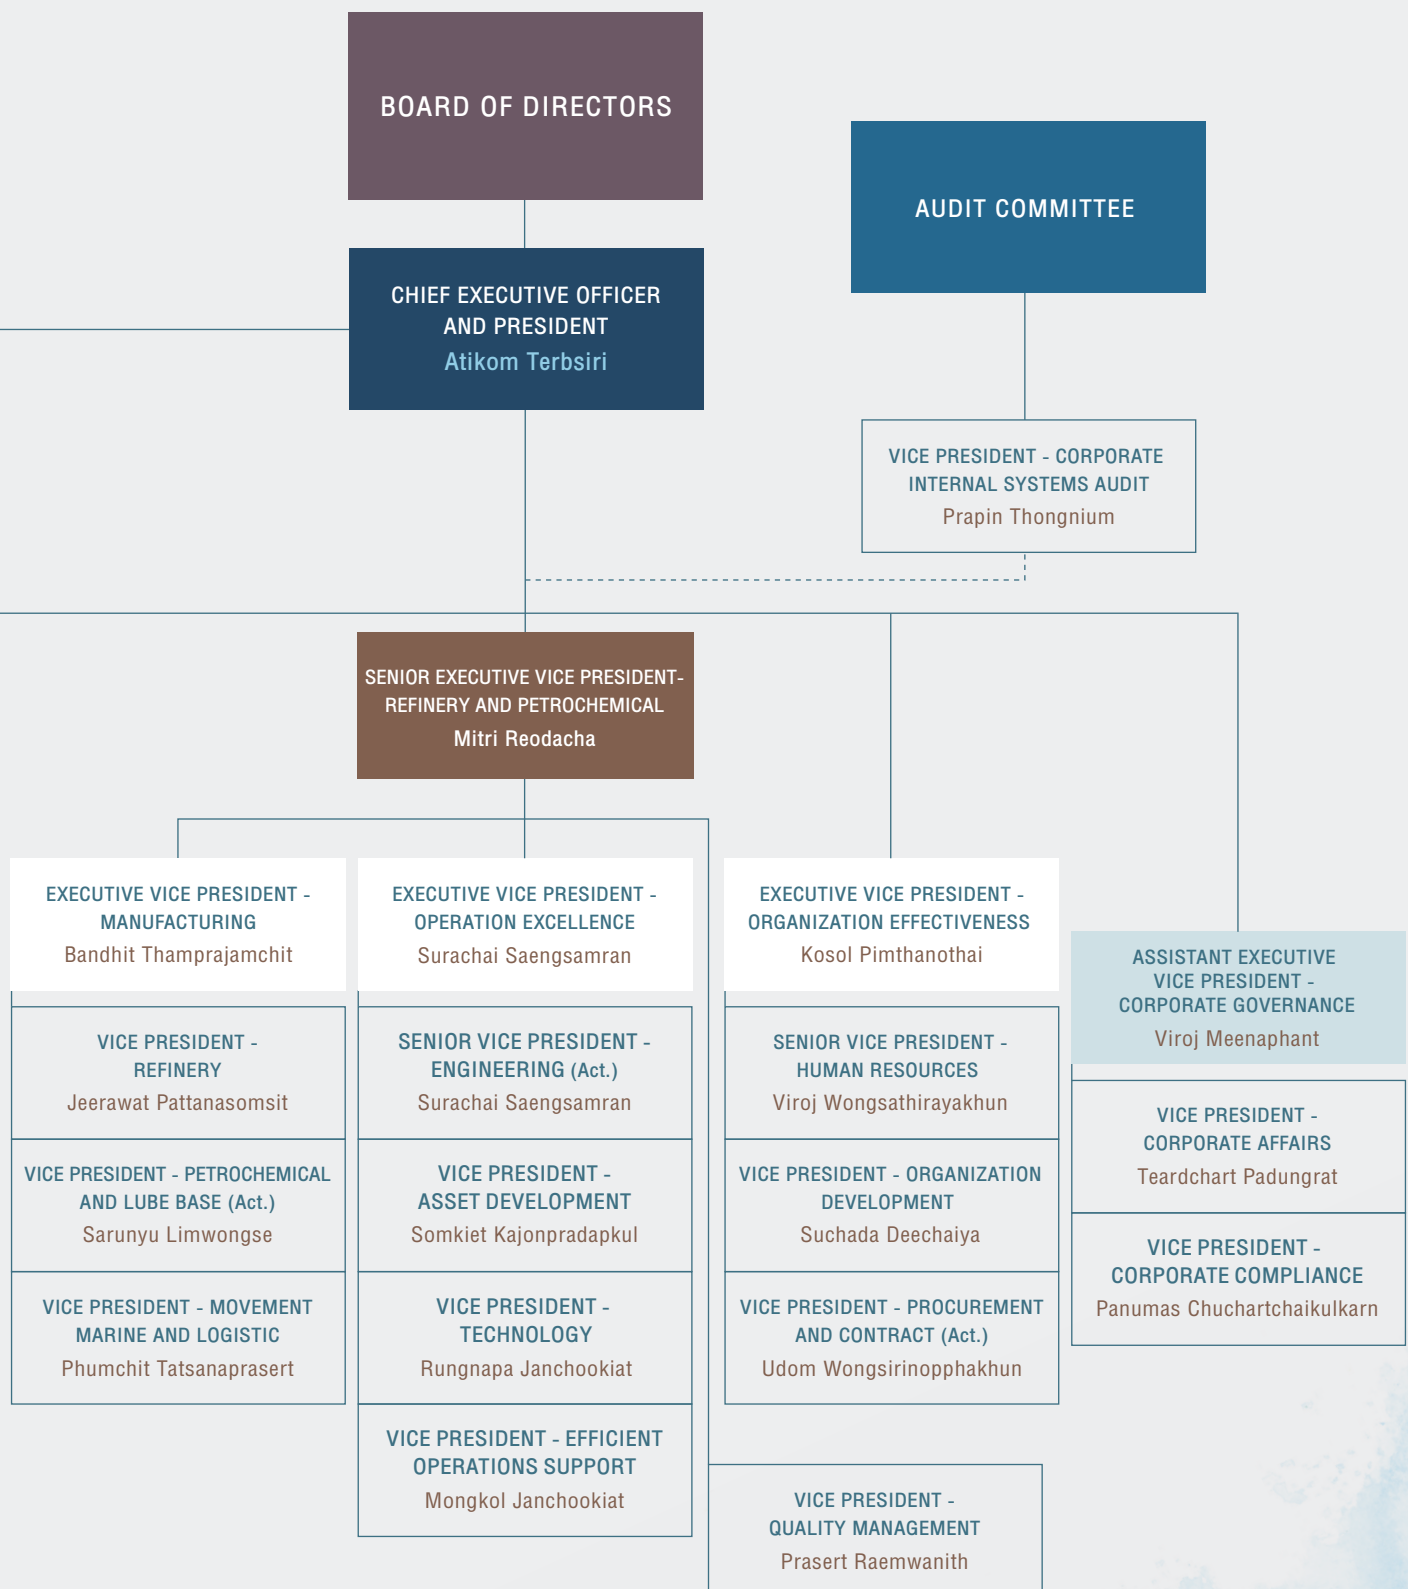 BOARD OF DIRECTORS
AUDIT COMMITTEE
CHIEF EXECUTIVE OFFICER
AND PRESIDENT
Atikom Terbsiri
VICE PRESIDENT - CORPORATE
INTERNAL SYSTEMS AUDIT
Prapin Thongnium
SENIOR EXECUTIVE VICE PRESIDENT-
REFINERY AND PETROCHEMICAL
Mitri Reodacha
EXECUTIVE VICE PRESIDENT -
MANUFACTURING
Bandhit Thamprajamchit
VICE PRESIDENT -
REFINERY
Jeerawat Pattanasomsit
VICE PRESIDENT - PETROCHEMICAL
AND LUBE BASE (Act.)
Sarunyu Limwongse
VICE PRESIDENT - MOVEMENT
MARINE AND LOGISTIC
Phumchit Tatsanaprasert
EXECUTIVE VICE PRESIDENT -
OPERATION EXCELLENCE
Surachai Saengsamran
SENIOR VICE PRESIDENT -
ENGINEERING (Act.)
Surachai Saengsamran
VICE PRESIDENT -
ASSET DEVELOPMENT
Somkiet Kajonpradapkul
VICE PRESIDENT -
TECHNOLOGY
Rungnapa Janchookiat
VICE PRESIDENT - EFFICIENT
OPERATIONS SUPPORT
Mongkol Janchookiat
EXECUTIVE VICE PRESIDENT -
ORGANIZATION EFFECTIVENESS
Kosol Pimthanothai
SENIOR VICE PRESIDENT -
HUMAN RESOURCES
Viroj Wongsathirayakhun
VICE PRESIDENT - ORGANIZATION
DEVELOPMENT
Suchada Deechaiya
VICE PRESIDENT - PROCUREMENT
AND CONTRACT (Act.)
Udom Wongsirinopphakhun
VICE PRESIDENT -
QUALITY MANAGEMENT
Prasert Raemwanith
ASSISTANT EXECUTIVE
VICE PRESIDENT -
CORPORATE GOVERNANCE
Viroj Meenaphant
VICE PRESIDENT -
CORPORATE AFFAIRS
Teardchart Padungrat
VICE PRESIDENT -
CORPORATE COMPLIANCE
Panumas Chuchartchaikulkarn